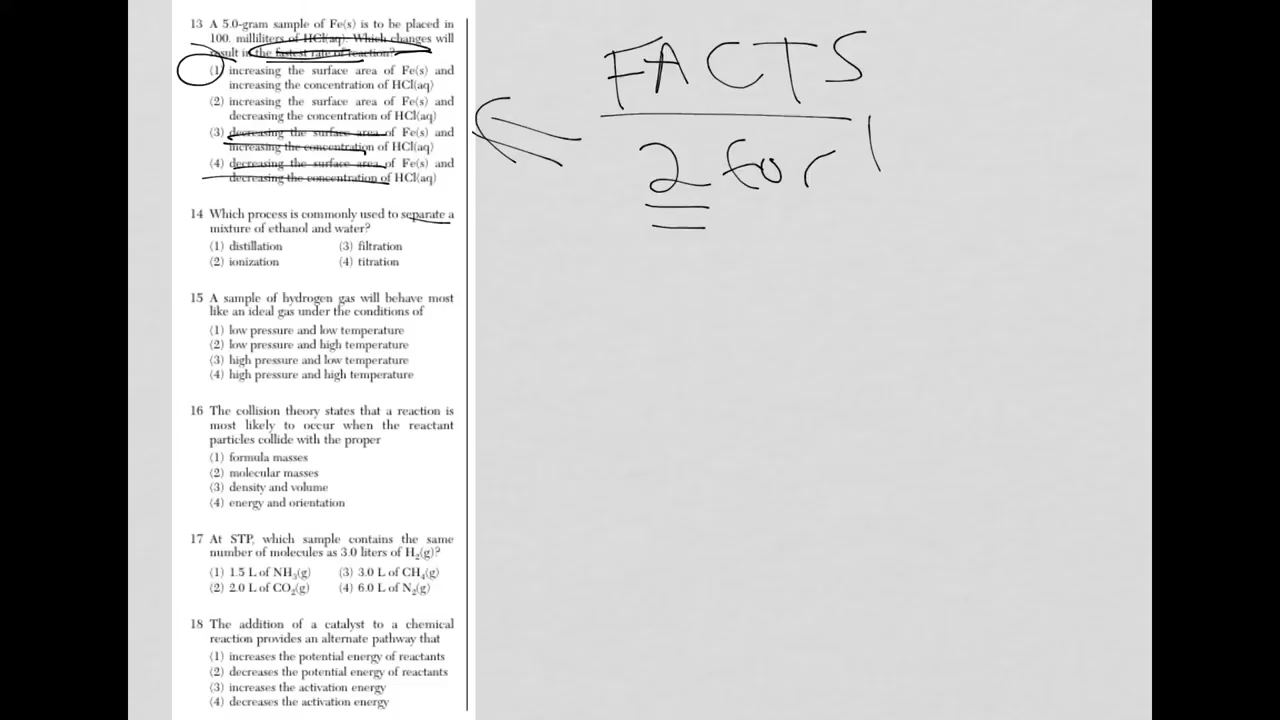 13 A 5.0-gram sample of Fe(s) is to be placed in
100. milliliters of HCl(aq). Which changes will
result in the fastest rate of reaction?
(1) increasing the surface area of Fe(s) and
increasing the concentration of HCl(aq)
(2) increasing the surface area of Fe(s) and
decreasing the concentration of HCl(aq)
(3) decreasing the surface area of Fe(s) and
increasing the concentration of HCl(aq)
(4) decreasing the surface area of Fe(s) and
decreasing the concentration of HCl(aq)
14 Which process is commonly used to separate a
mixture of ethanol and water?
(1) distillation (3) filtration
(2) ionization (4) titration
15 A sample of hydrogen gas will behave most
like an ideal gas under the conditions of
(1) low pressure and low temperature
(2) low pressure and high temperature
(3) high pressure and low temperature
(4) high pressure and high temperature
16 The collision theory states that a reaction is
most likely to occur when the reactant
particles collide with the proper
(1) formula masses
(2) molecular masses
(3) density and volume
(4) energy and orientation
17 At STP, which sample contains the same
number of molecules as 3.0 liters of H₂(g)?
(1) 1.5 L of NH₃(g) (3) 3.0 L of CH₄(g)
(2) 2.0 L of CO₂(g) (4) 6.0 L of N₂(g)
18 The addition of a catalyst to a chemical
reaction provides an alternate pathway that
(1) increases the potential energy of reactants
(2) decreases the potential energy of reactants
(3) increases the activation energy
(4) decreases the activation energy
FACTS
2 for 1